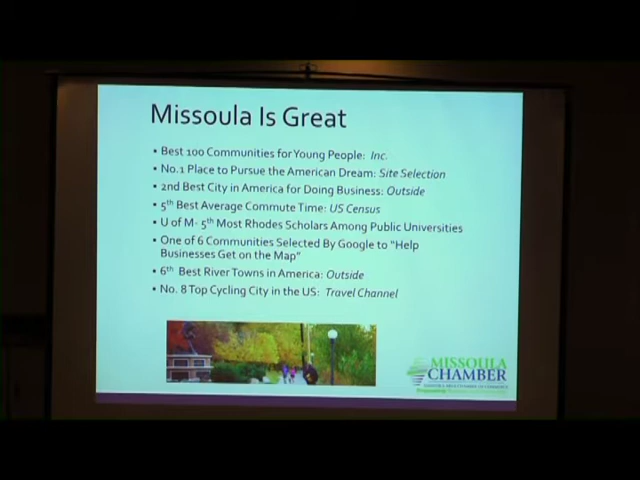 Missoula Is Great
• Best 100 Communities for Young People: Inc.
• No.1 Place to Pursue the American Dream: Site Selection
• 2nd Best City in America for Doing Business: Outside
• 5th Best Average Commute Time: US Census
• U of M- 5th Most Rhodes Scholars Among Public Universities
• One of 6 Communities Selected By Google to "Help
Businesses Get on the Map"
• 6th Best River Towns in America: Outside
• No. 8 Top Cycling City in the US: Travel Channel
MISSOULA
CHAMBER